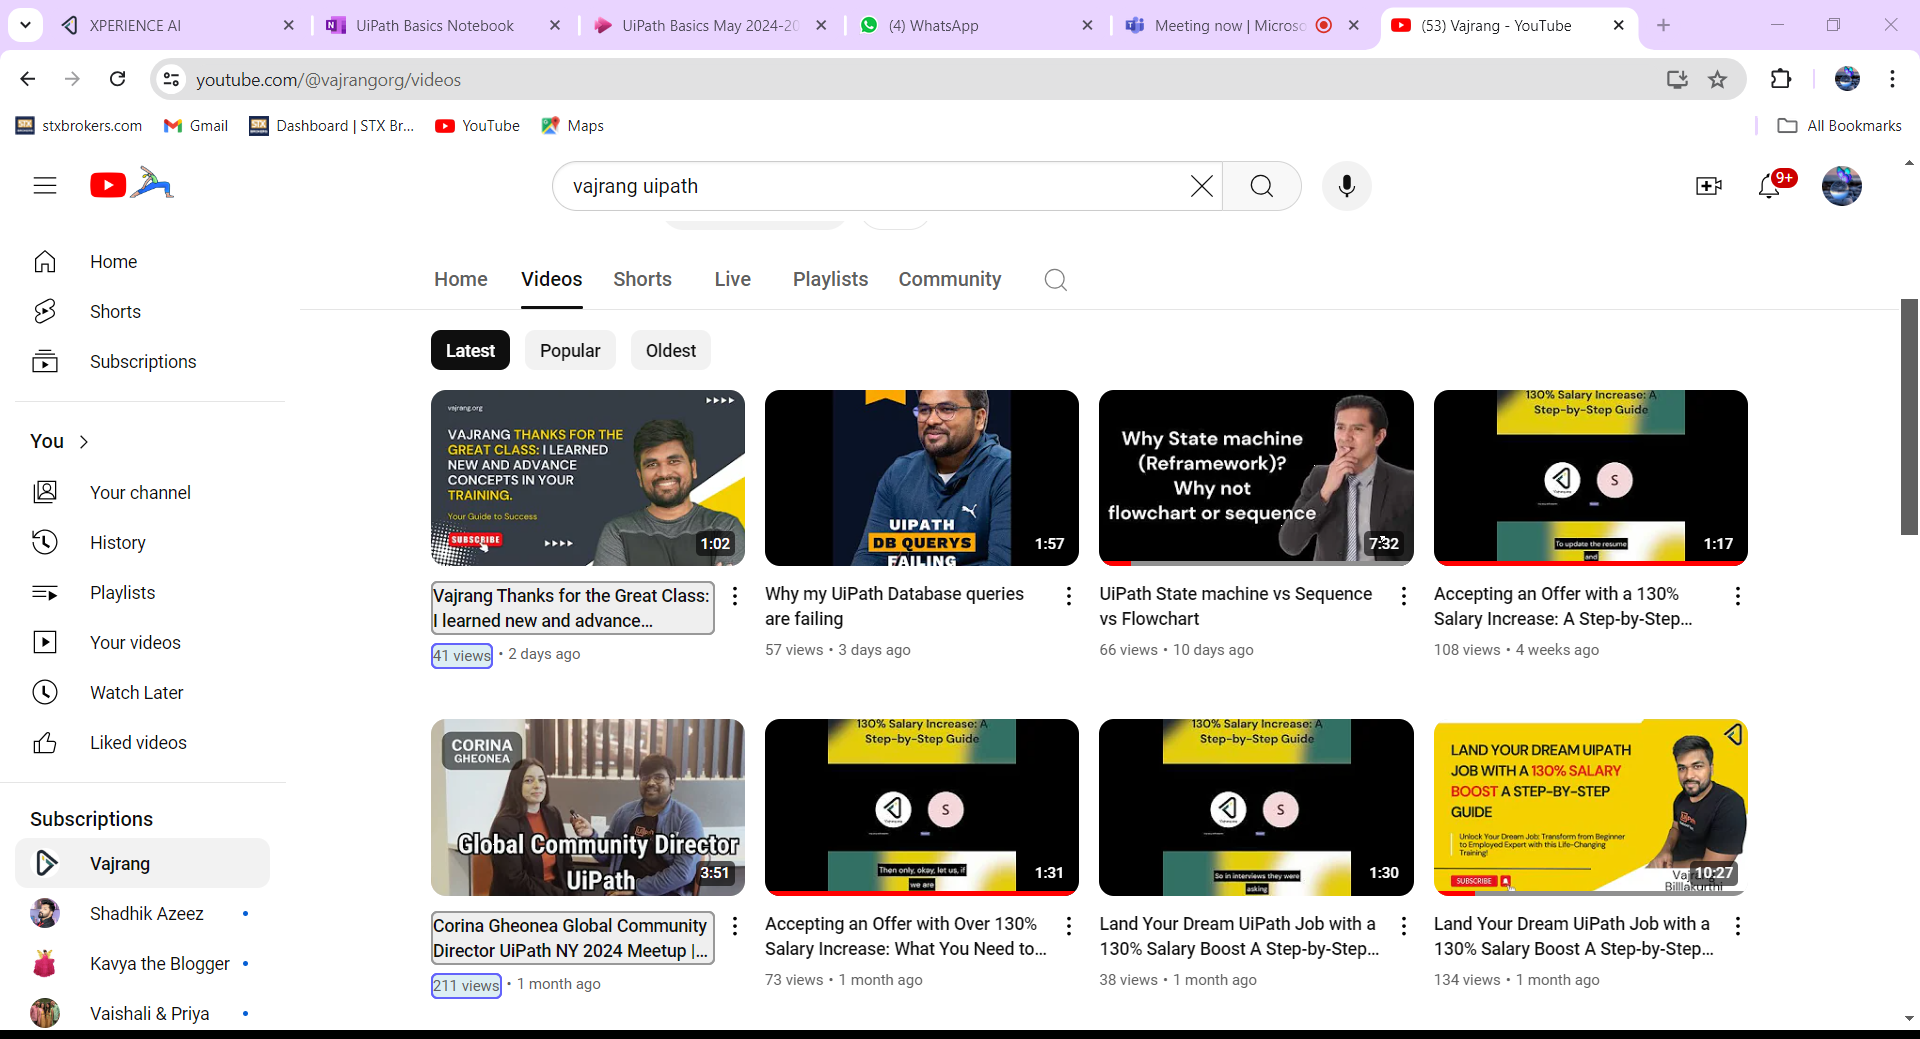 XPERIENCE AI
UiPath Basics Notebook
UiPath Basics May 2024-20
(4) WhatsApp
Meeting now | Microso
(53) Vajrang - YouTube
youtube.com/@vajrangorg/videos
stxbrokers.com
Gmail
Dashboard | STX Br...
YouTube
Maps
All Bookmarks
vajrang uipath
9+
Home
Shorts
Subscriptions
You
Your channel
History
Playlists
Your videos
Watch Later
Liked videos
Subscriptions
Vajrang
Shadhik Azeez
Kavya the Blogger
Vaishali & Priya
Home
Videos
Shorts
Live
Playlists
Community
Latest
Popular
Oldest
vajrang.org
VAJRANG THANKS FOR THE
GREAT CLASS: I LEARNED
NEW AND ADVANCE
CONCEPTS IN YOUR
TRAINING.
Your Guide to Success
SUBSCRIBE
1:02
Vajrang Thanks for the Great Class:
I learned new and advance...
41 views • 2 days ago
UIPATH
DB QUERYS
FAILING
1:57
Why my UiPath Database queries
are failing
57 views • 3 days ago
Why State machine
(Reframework)?
Why not
flowchart or sequence
7:32
UiPath State machine vs Sequence
vs Flowchart
66 views • 10 days ago
130% Salary Increase: A
Step-by-Step Guide
S
To update the resume
and
1:17
Accepting an Offer with a 130%
Salary Increase: A Step-by-Step...
108 views • 4 weeks ago
CORINA
GHEONEA
Global Community Director
UiPath
3:51
Corina Gheonea Global Community
Director UiPath NY 2024 Meetup |...
211 views • 1 month ago
130% Salary Increase: A
Step-by-Step Guide
S
Then only, okay, let us, if
we are
1:31
Accepting an Offer with Over 130%
Salary Increase: What You Need to...
73 views • 1 month ago
130% Salary Increase: A
Step-by-Step Guide
S
So in interviews they were
asking
1:30
Land Your Dream UiPath Job with a
130% Salary Boost A Step-by-Step...
38 views • 1 month ago
LAND YOUR DREAM UIPATH
JOB WITH A 130% SALARY
BOOST A STEP-BY-STEP
GUIDE
Unlock Your Dream Job: Transform from Beginner
to Employed Expert with this Life-Changing
Training!
SUBSCRIBE
10:27
Land Your Dream UiPath Job with a
130% Salary Boost A Step-by-Step...
134 views • 1 month ago